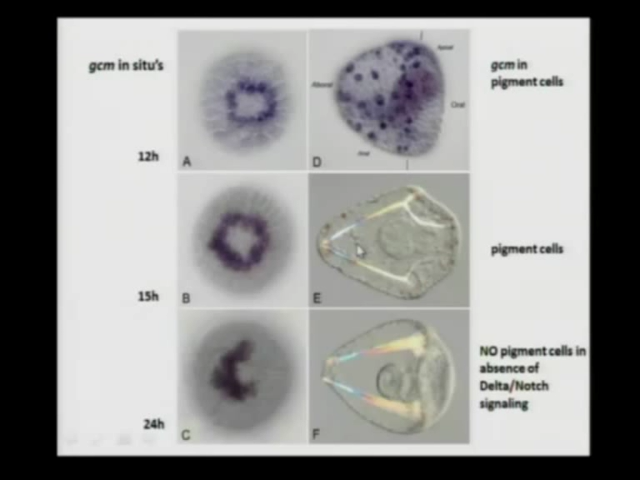 gcm in situ's
12h
15h
24h
A
B
C
D
E
F
Oral
gcm in
pigment cells
pigment cells
NO pigment cells in
absence of
Delta/Notch
signaling